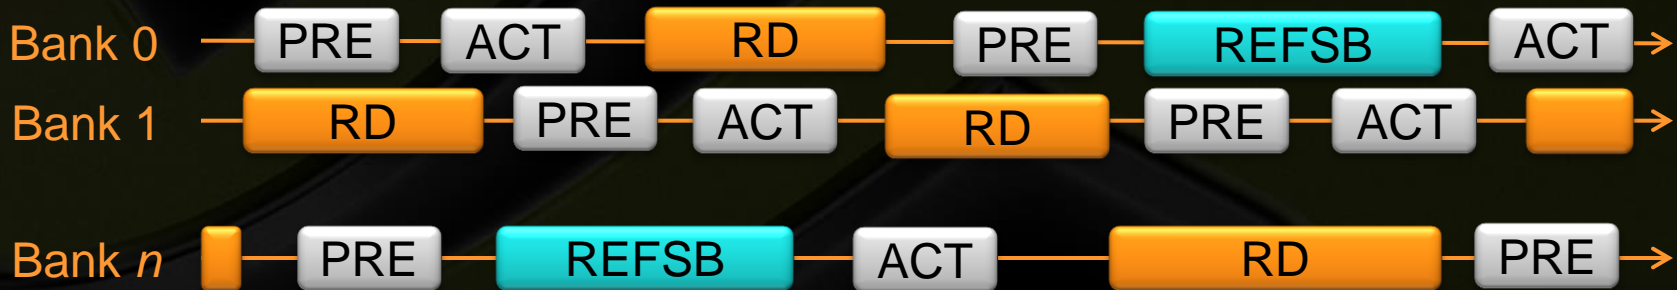 Bank 0 PRE ACT RD PRE REFSB ACT
Bank 1 RD PRE ACT RD PRE ACT
Bank n PRE REFSB ACT RD PRE